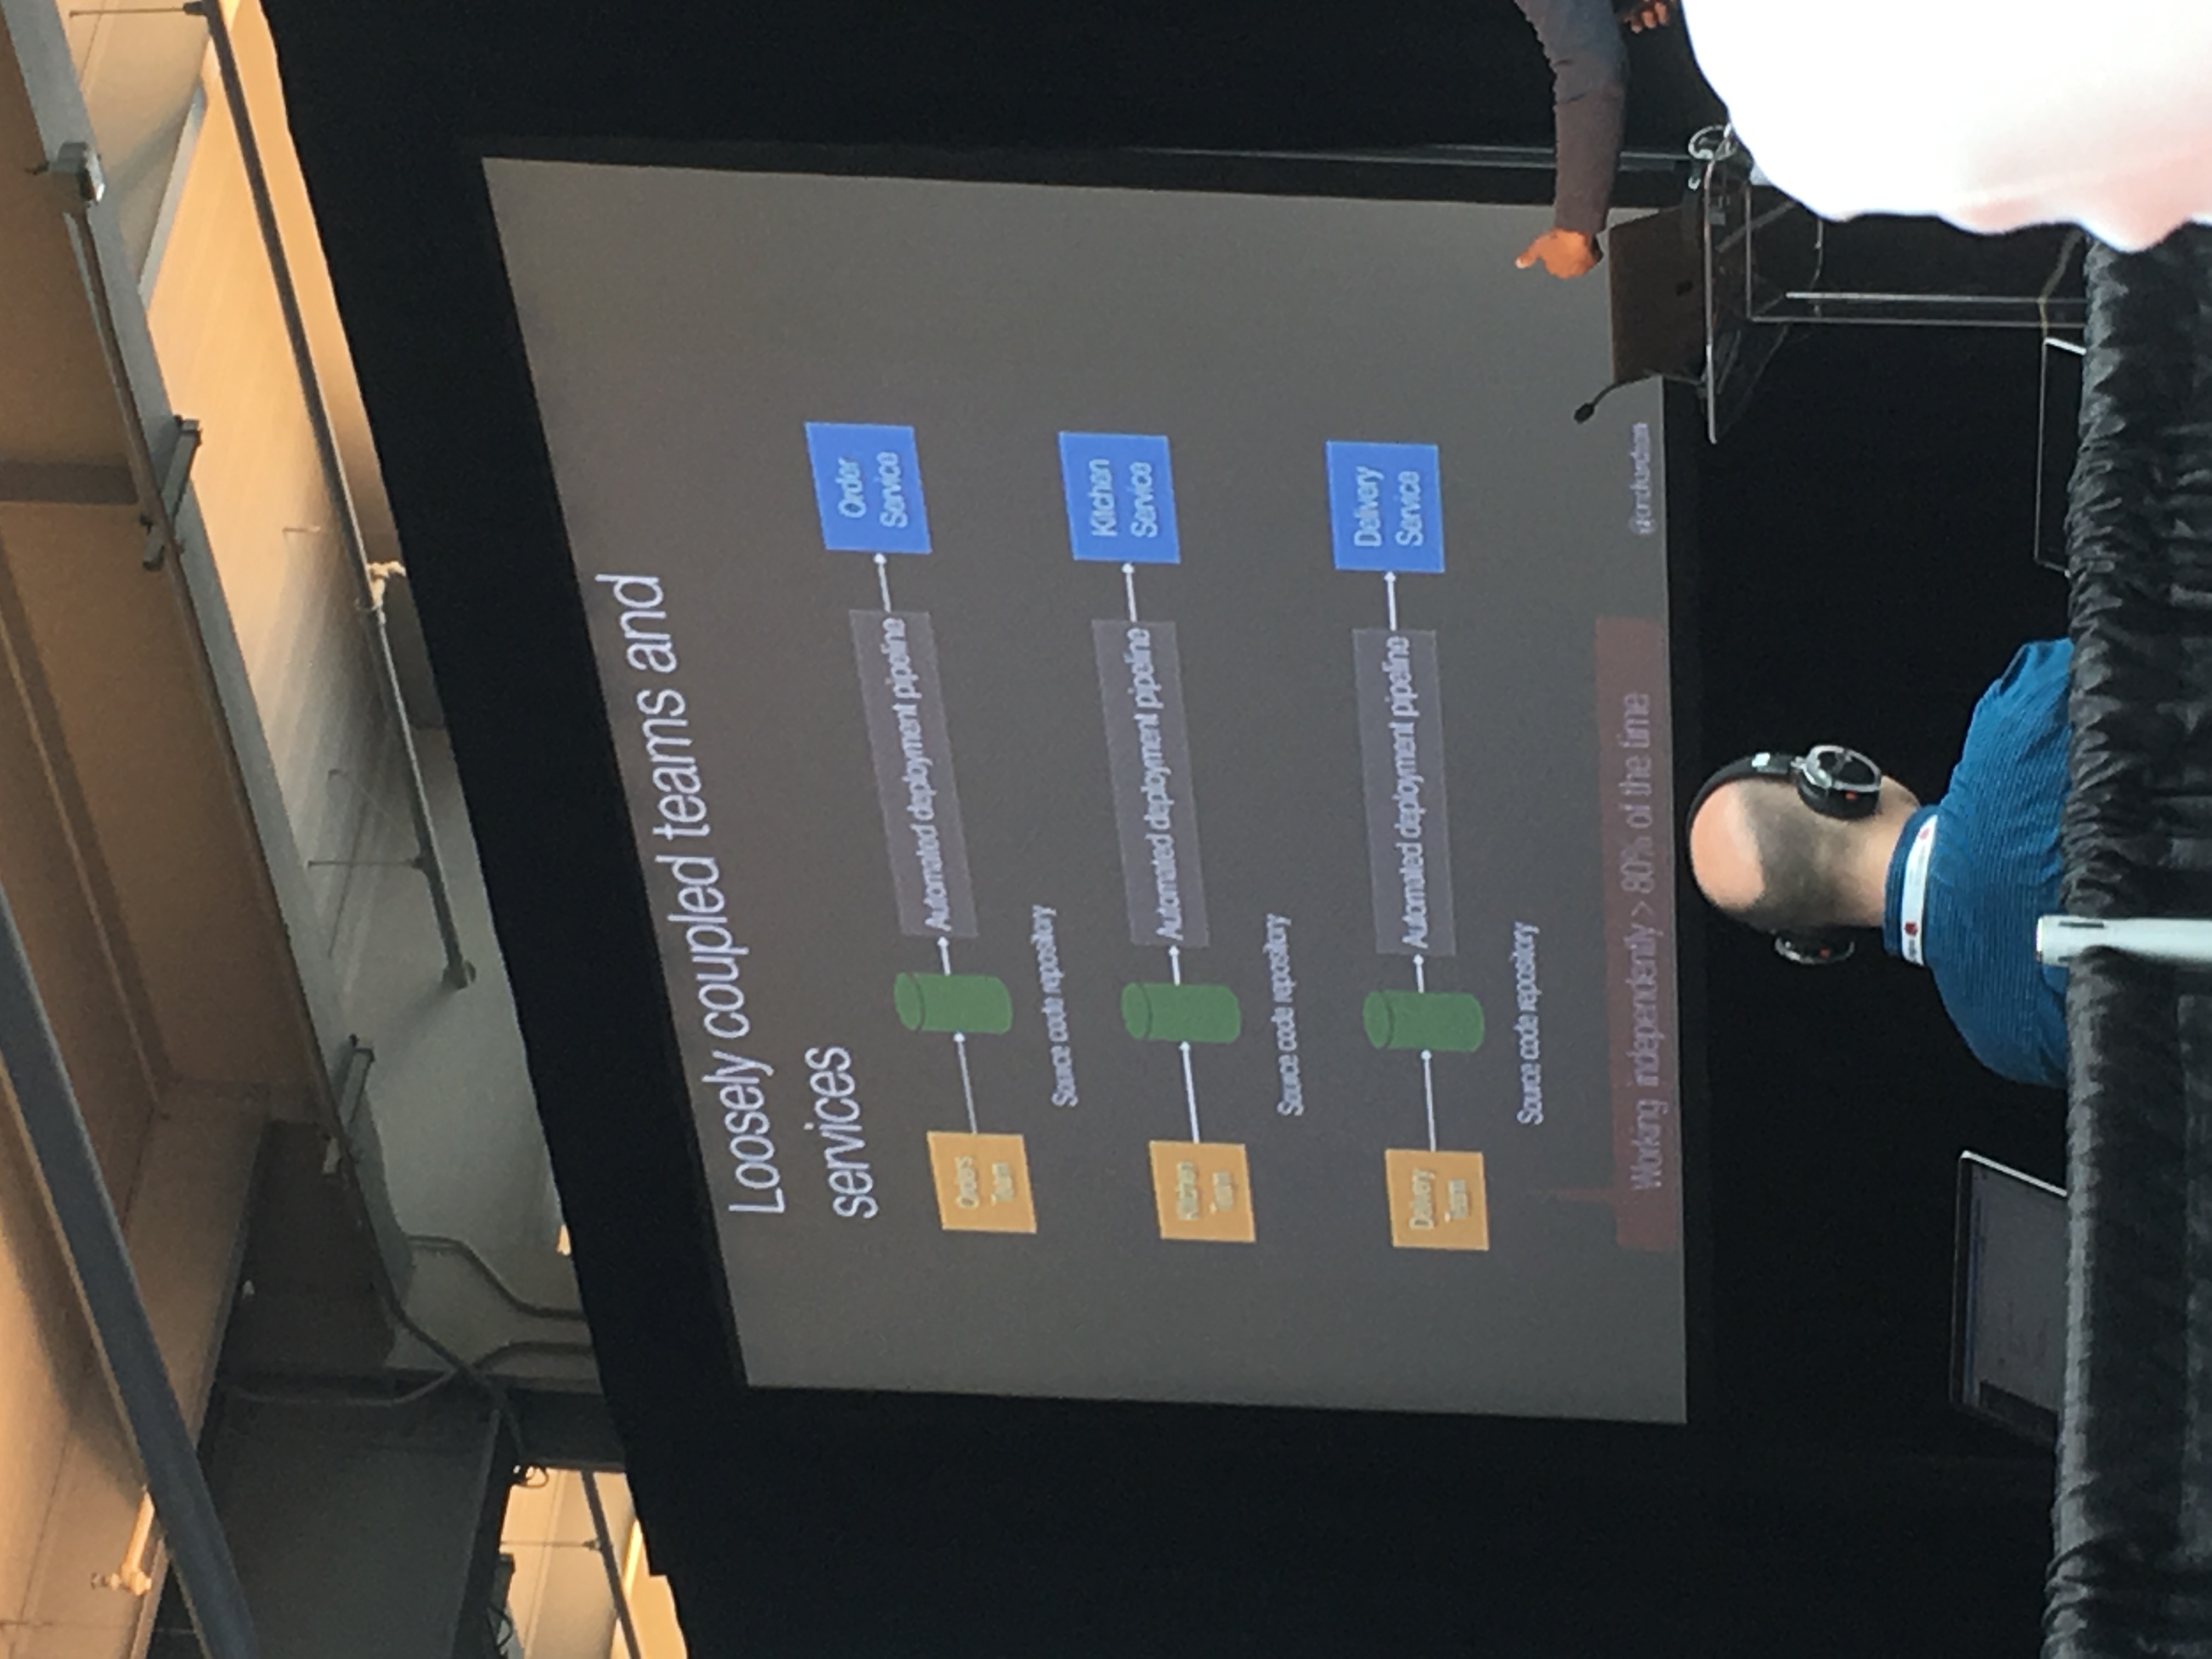 Loosely coupled teams and
services
Orders
Team
Automated deployment pipeline
Order
Service
Source code repository
Kitchen
Team
Automated deployment pipeline
Kitchen
Service
Source code repository
Delivery
Team
Automated deployment pipeline
Delivery
Service
Source code repository
Working independently > 80% of the time
@crichardson